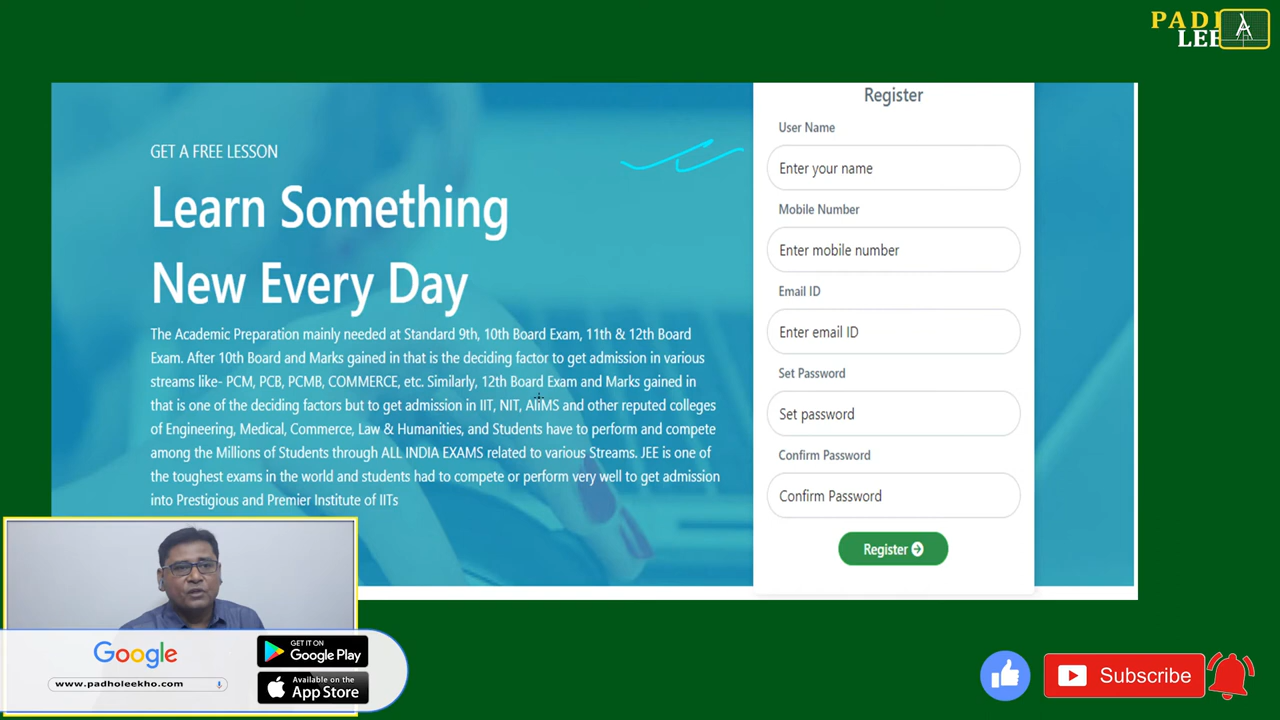 PADH
LEE
GET A FREE LESSON
Learn Something
New Every Day
The Academic Preparation mainly needed at Standard 9th, 10th Board Exam, 11th & 12th Board
Exam. After 10th Board and Marks gained in that is the deciding factor to get admission in various
streams like- PCM, PCB, PCMB, COMMERCE, etc. Similarly, 12th Board Exam and Marks gained in
that is one of the deciding factors but to get admission in IIT, NIT, AIIMS and other reputed colleges
of Engineering, Medical, Commerce, Law & Humanities, and Students have to perform and compete
among the Millions of Students through ALL INDIA EXAMS related to various Streams. JEE is one of
the toughest exams in the world and students had to compete or perform very well to get admission
into Prestigious and Premier Institute of IITs
Register
User Name
Enter your name
Mobile Number
Enter mobile number
Email ID
Enter email ID
Set Password
Set password
Confirm Password
Confirm Password
Register
Google
www.padholeekho.com
GET IT ON
Google Play
Available on the
App Store
Subscribe